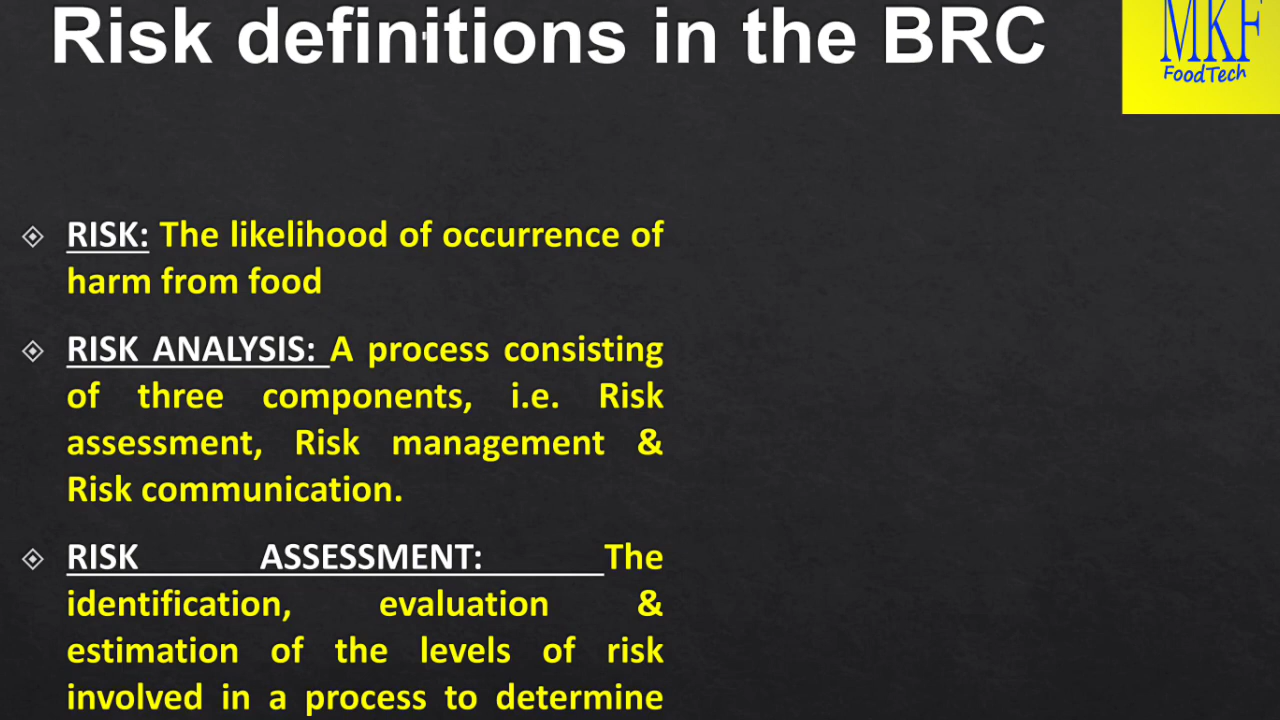 Risk definitions in the BRC
MKF
FoodTech
RISK: The likelihood of occurrence of
harm from food
RISK ANALYSIS: A process consisting
of three components, i.e. Risk
assessment, Risk management &
Risk communication.
RISK ASSESSMENT: The
identification, evaluation &
estimation of the levels of risk
involved in a process to determine